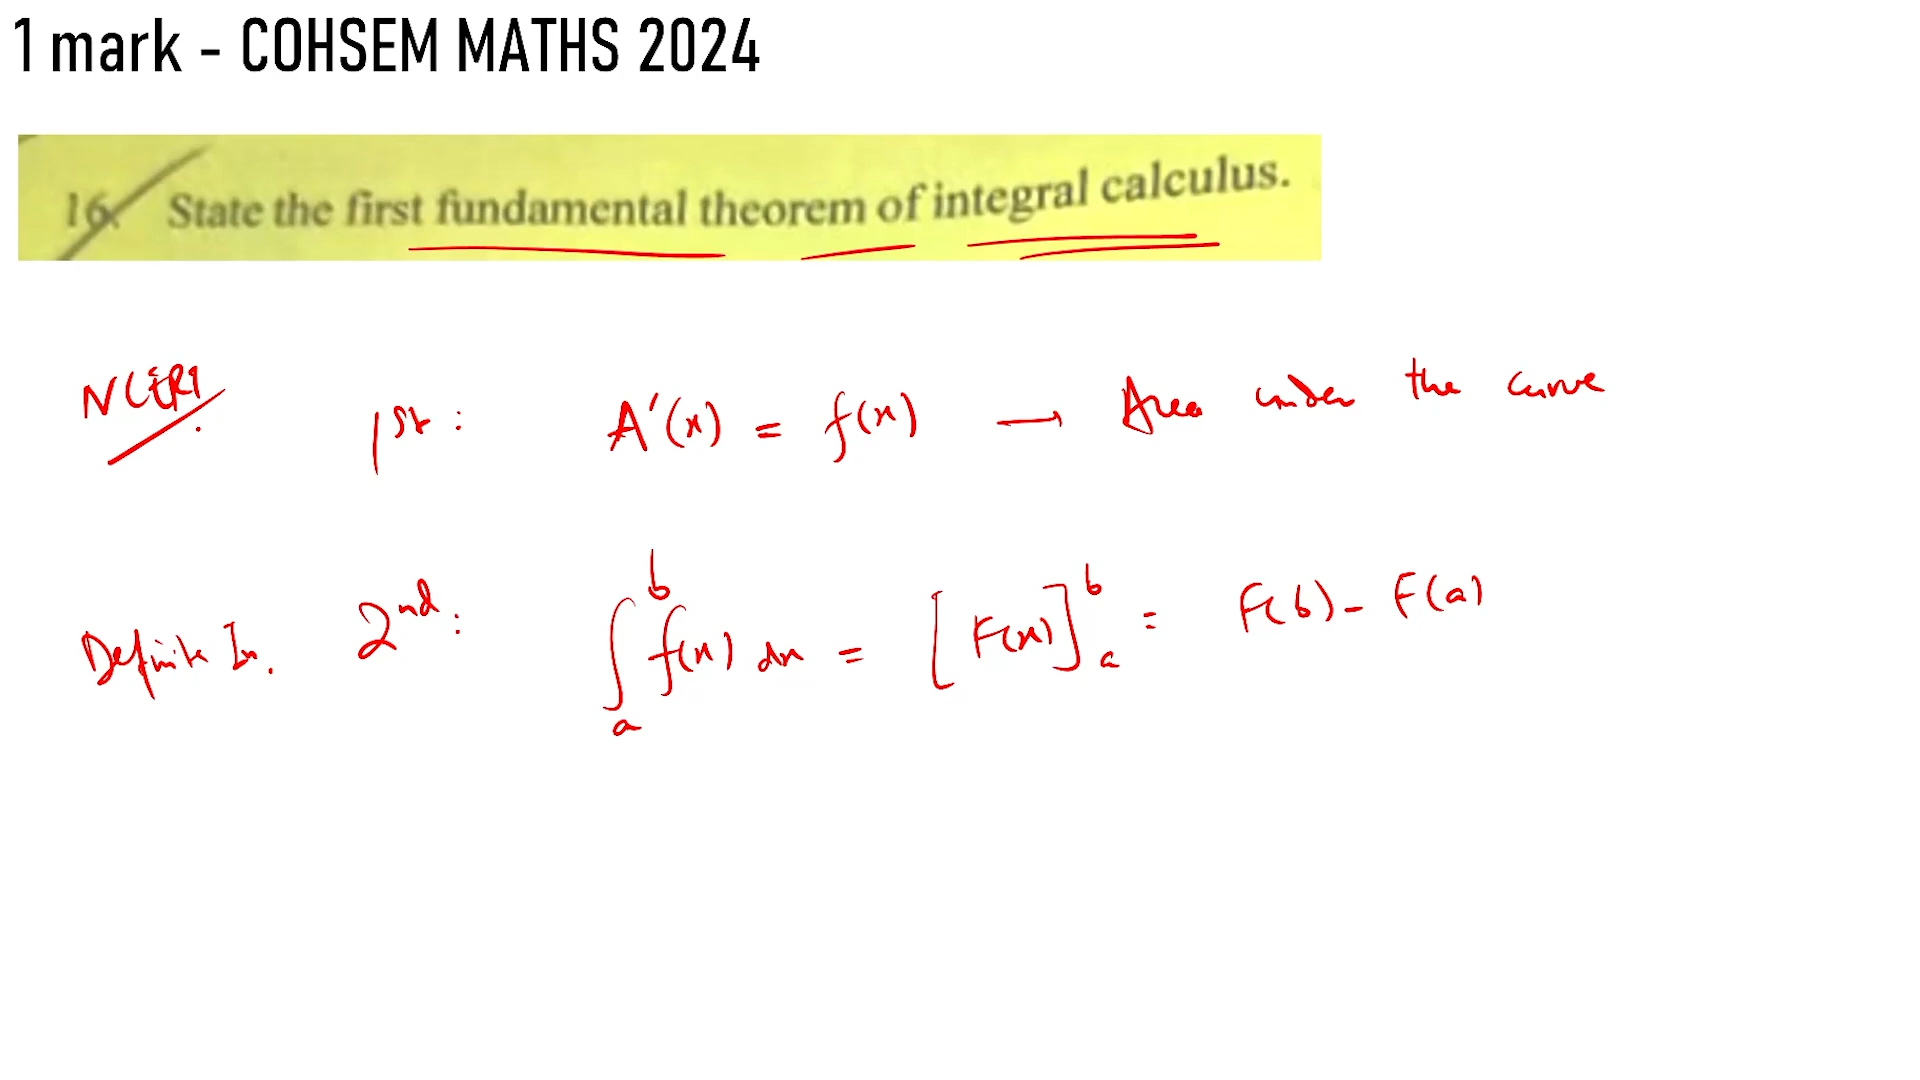 1 mark - COHSEM MATHS 2024
16. State the first fundamental theorem of integral calculus.
NCERT 1st: A'(x) = f(x) → Area under the curve
Definite In. 2nd: ∫ₐᵇ f(x) dx = [F(x)]ₐᵇ = F(b) - F(a)